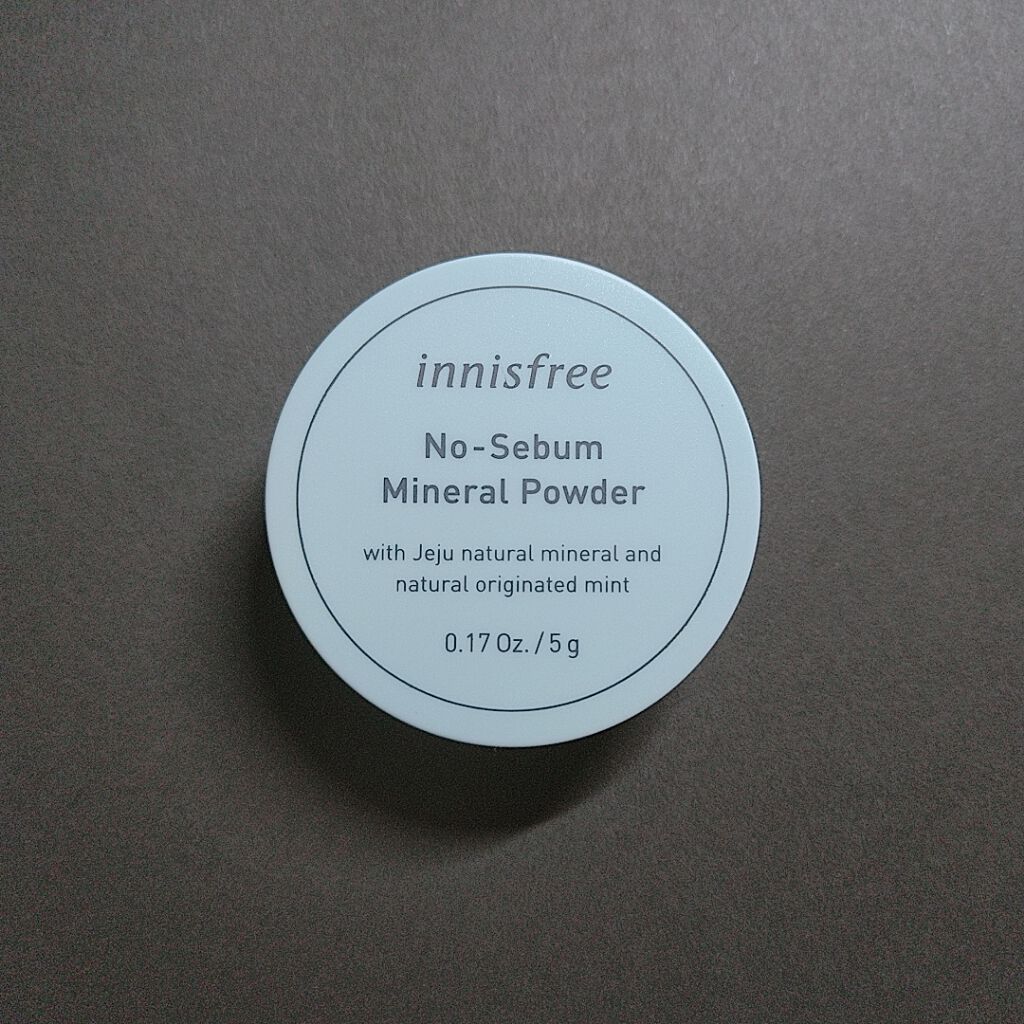 innisfree
No-Sebum
Mineral Powder
with Jeju natural mineral and
natural originated mint
0.17 Oz. / 5 g